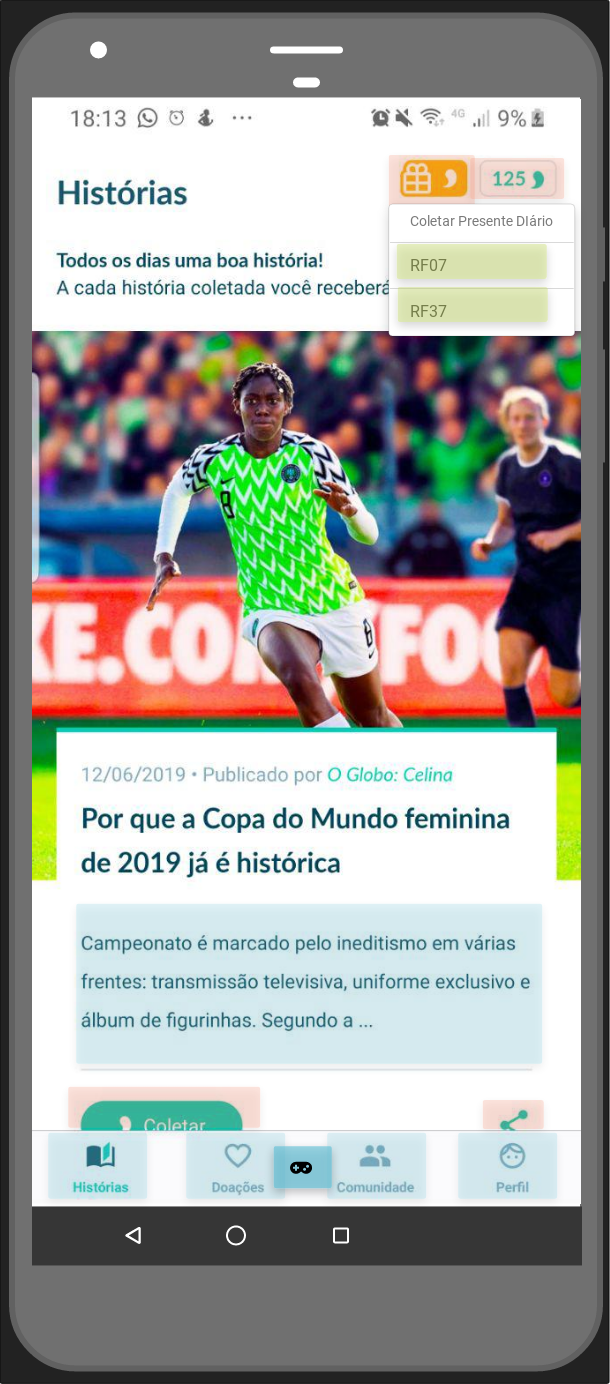 18:13
4G
9%
Histórias
125
Coletar Presente DIário
RF07
RF37
Todos os dias uma boa história!
A cada história coletada você receberá
8
8
KE.CO
FOO
12/06/2019 • Publicado por O Globo: Celina
Por que a Copa do Mundo feminina
de 2019 já é histórica
Campeonato é marcado pelo ineditismo em várias
frentes: transmissão televisiva, uniforme exclusivo e
álbum de figurinhas. Segundo a ...
Coletar
Histórias
Doações
Comunidade
Perfil